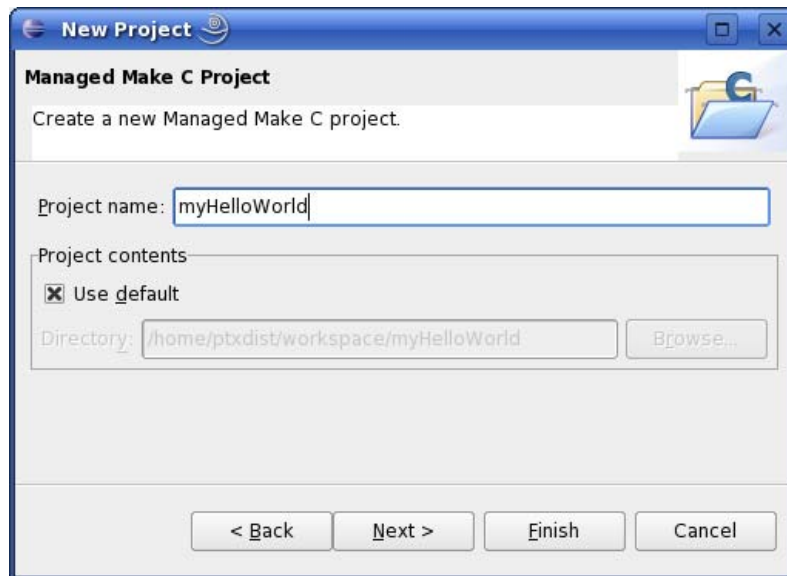 New Project
Managed Make C Project
Create a new Managed Make C project.
Project name: myHelloWorld
Project contents
Use default
Directory: /home/ptxdist/workspace/myHelloWorld Browse...
< Back Next > Finish Cancel